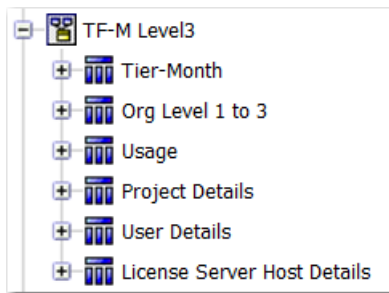 TF-M Level3
Tier-Month
Org Level 1 to 3
Usage
Project Details
User Details
License Server Host Details